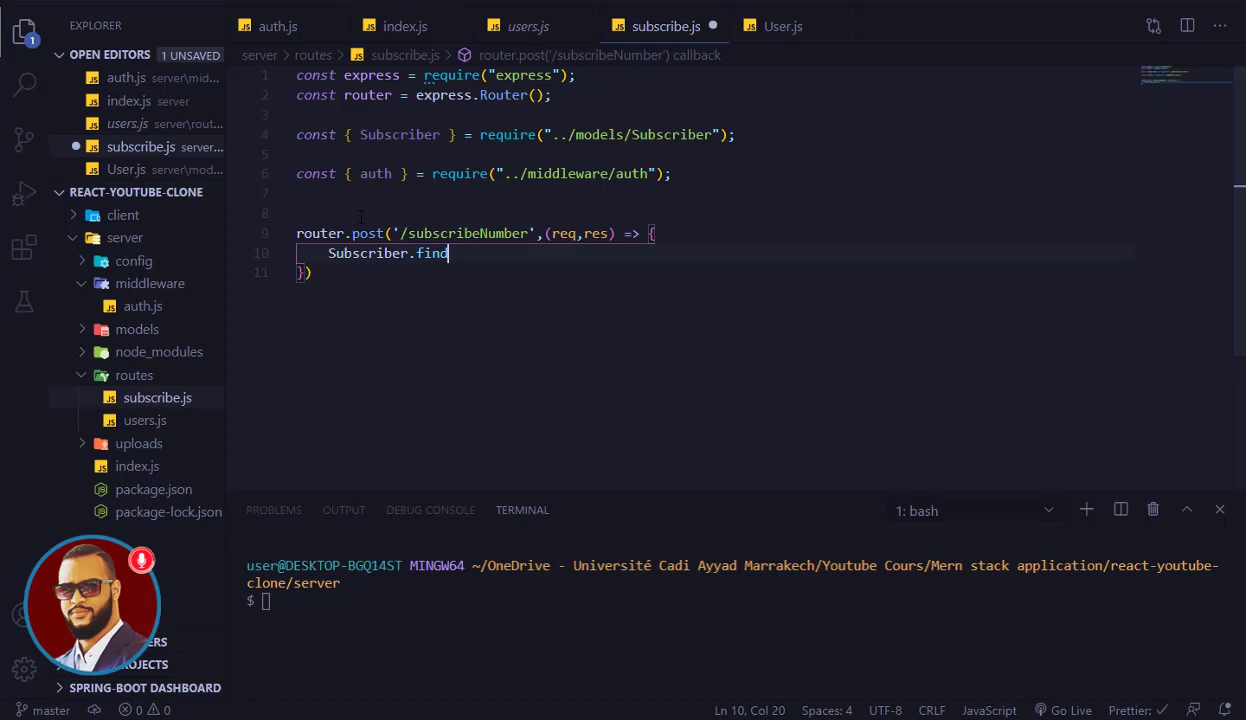 EXPLORER
OPEN EDITORS 1 UNSAVED
auth.js server\mid...
index.js server
users.js server\rout...
subscribe.js server...
User.js server\mod...
REACT-YOUTUBE-CLONE
client
server
config
middleware
auth.js
models
node_modules
routes
subscribe.js
users.js
uploads
index.js
package.json
package-lock.json
ERS
ROJECTS
SPRING-BOOT DASHBOARD
1
auth.js index.js users.js subscribe.js User.js
server > routes > subscribe.js > router.post('/subscribeNumber') callback
1 const express = require("express");
2 const router = express.Router();
3
4 const { Subscriber } = require("../models/Subscriber");
5
6 const { auth } = require("../middleware/auth");
7
8
9 router.post('/subscribeNumber',(req,res) => {
10 Subscriber.find
11 })
PROBLEMS OUTPUT DEBUG CONSOLE TERMINAL 1: bash
user@DESKTOP-BGQ14ST MINGW64 ~/OneDrive - Université Cadi Ayyad Marrakech/Youtube Cours/Mern stack application/react-youtube-
clone/server
$
master 0 0 Ln 10, Col 20 Spaces: 4 UTF-8 CRLF JavaScript Go Live Prettier: ✓